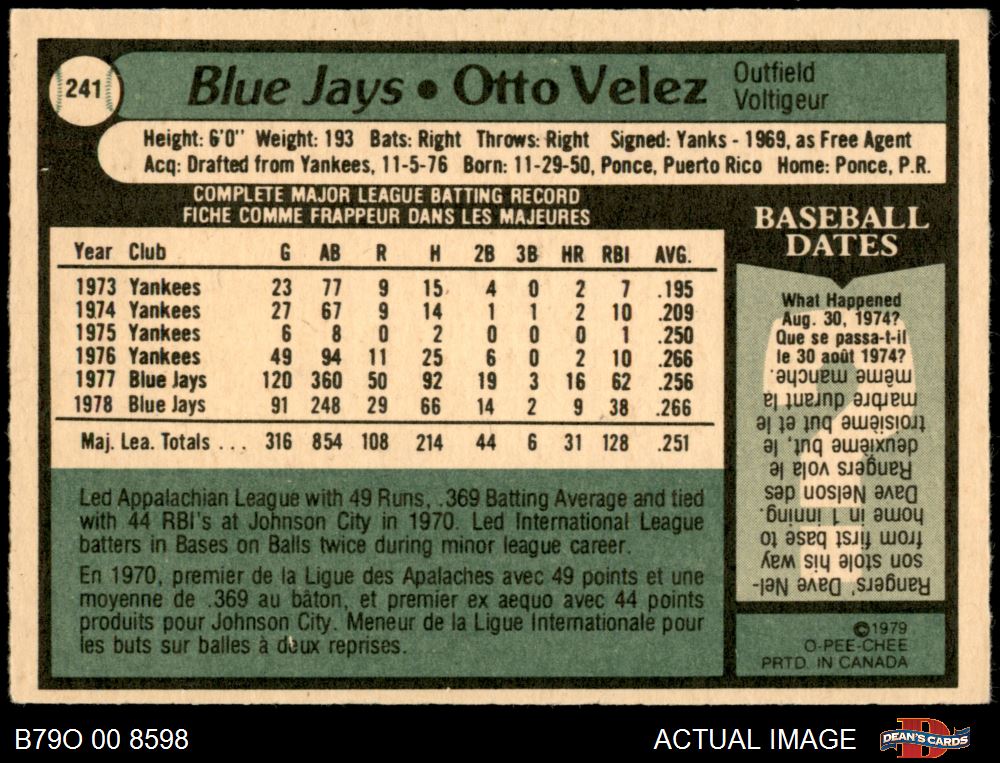 241
Blue Jays • Otto Velez
Outfield
Voltigeur
Height: 6'0" Weight: 193 Bats: Right Throws: Right Signed: Yanks - 1969, as Free Agent
Acq: Drafted from Yankees, 11-5-76 Born: 11-29-50, Ponce, Puerto Rico Home: Ponce, P.R.
COMPLETE MAJOR LEAGUE BATTING RECORD
FICHE COMME FRAPPEUR DANS LES MAJEURES
Year Club G AB R H 2B 3B HR RBI AVG.
1973 Yankees 23 77 9 15 4 0 2 7 .195
1974 Yankees 27 67 9 14 1 1 2 10 .209
1975 Yankees 6 8 0 2 0 0 0 1 .250
1976 Yankees 49 94 11 25 6 0 2 10 .266
1977 Blue Jays 120 360 50 92 19 3 16 62 .256
1978 Blue Jays 91 248 29 66 14 2 9 38 .266
Maj. Lea. Totals ... 316 854 108 214 44 6 31 128 .251
Led Appalachian League with 49 Runs, .369 Batting Average and tied
with 44 RBI's at Johnson City in 1970. Led International League
batters in Bases on Balls twice during minor league career.
En 1970, premier de la Ligue des Apalaches avec 49 points et une
moyenne de .369 au bâton, et premier ex aequo avec 44 points
produits pour Johnson City. Meneur de la Ligue Internationale pour
les buts sur balles à deux reprises.
BASEBALL
DATES
What Happened
Aug. 30, 1974?
Que se passa-t-il
le 30 août 1974?
Rangers' Dave Nel-
son stole his way
from first base to
home in 1 inning.
Dave Nelson des
Rangers vola le
deuxième but, le
troisième but et le
marbre durant la
même manche.
©1979
O-PEE-CHEE
PRTD. IN CANADA
B79O 00 8598
ACTUAL IMAGE
D
DEAN'S CARDS